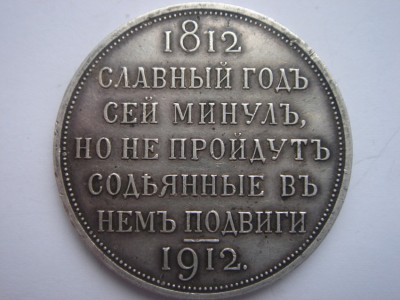 1812
СЛАВНЫЙ ГОДЪ
СЕЙ МИНУЛЪ,
НО НЕ ПРОЙДУТЪ
СОДѢЯННЫЕ ВЪ
НЕМЪ ПОДВИГИ
1912.